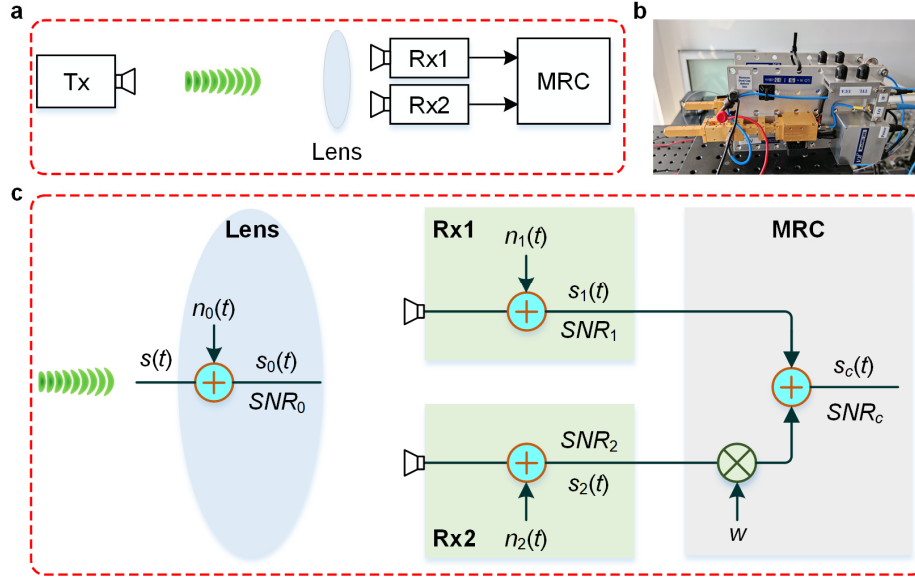 a
Tx
Lens
Rx1
Rx2
MRC
b
c
Lens
n0(t)
s(t)
s0(t)
SNR0
Rx1
n1(t)
s1(t)
SNR1
SNR2
s2(t)
Rx2
n2(t)
MRC
sc(t)
SNRc
w